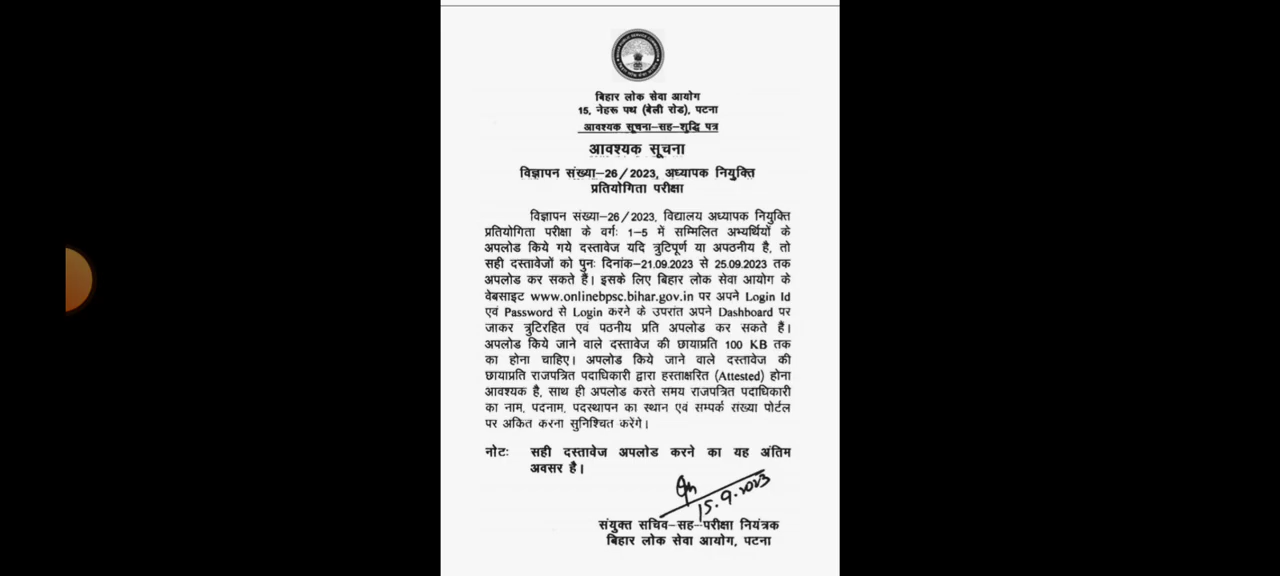 बिहार लोक सेवा आयोग
15, नेहरू पथ (बेली रोड), पटना
आवश्यक सूचना–सह–शुद्धि पत्र
आवश्यक सूचना
विज्ञापन संख्या–26/2023, अध्यापक नियुक्ति
प्रतियोगिता परीक्षा
विज्ञापन संख्या–26/2023, विद्यालय अध्यापक नियुक्ति
प्रतियोगिता परीक्षा के वर्गः 1–5 में सम्मिलित अभ्यर्थियों के
अपलोड किये गये दस्तावेज यदि त्रुटिपूर्ण या अपठनीय है, तो
सही दस्तावेजों को पुनः दिनांक–21.09.2023 से 25.09.2023 तक
अपलोड कर सकते हैं। इसके लिए बिहार लोक सेवा आयोग के
वेबसाइट www.onlinebpsc.bihar.gov.in पर अपने Login Id
एवं Password से Login करने के उपरांत अपने Dashboard पर
जाकर त्रुटिरहित एवं पठनीय प्रति अपलोड कर सकते हैं।
अपलोड किये जाने वाले दस्तावेज की छायाप्रति 100 KB तक
का होना चाहिए। अपलोड किये जाने वाले दस्तावेज की
छायाप्रति राजपत्रित पदाधिकारी द्वारा हस्ताक्षरित (Attested) होना
आवश्यक है, साथ ही अपलोड करते समय राजपत्रित पदाधिकारी
का नाम, पदनाम, पदस्थापन का स्थान एवं सम्पर्क संख्या पोर्टल
पर अंकित करना सुनिश्चित करेंगे।
नोटः सही दस्तावेज अपलोड करने का यह अंतिम
अवसर है।
15.9.2023
संयुक्त सचिव–सह–परीक्षा नियंत्रक
बिहार लोक सेवा आयोग, पटना